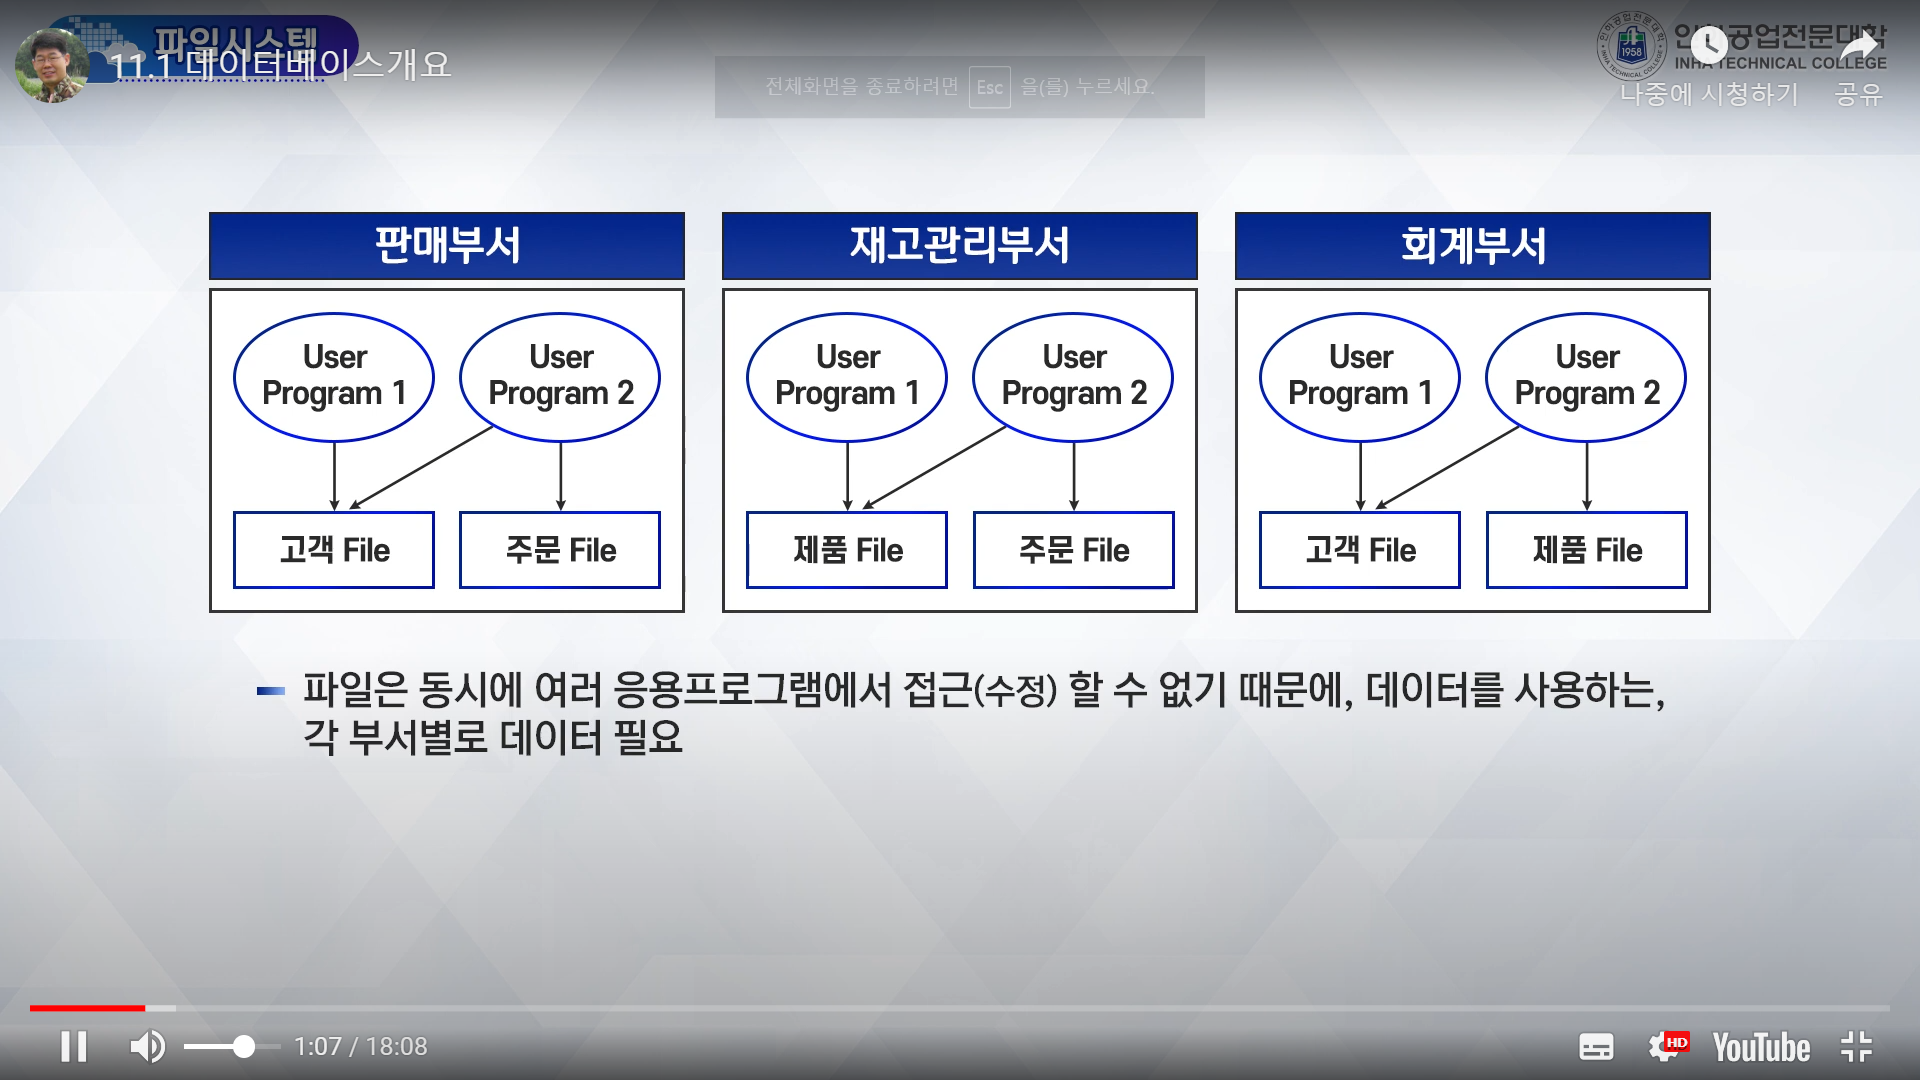 파일시스템
11.1 데이터베이스개요
전체화면을 종료하려면 Esc 을(를) 누르세요.
인하공업전문대학
INHA TECHNICAL COLLEGE
1958
나중에 시청하기 공유
판매부서
재고관리부서
회계부서
User
Program 1
User
Program 2
고객 File
주문 File
User
Program 1
User
Program 2
제품 File
주문 File
User
Program 1
User
Program 2
고객 File
제품 File
파일은 동시에 여러 응용프로그램에서 접근(수정) 할 수 없기 때문에, 데이터를 사용하는,
각 부서별로 데이터 필요
1:07 / 18:08
HD
YouTube